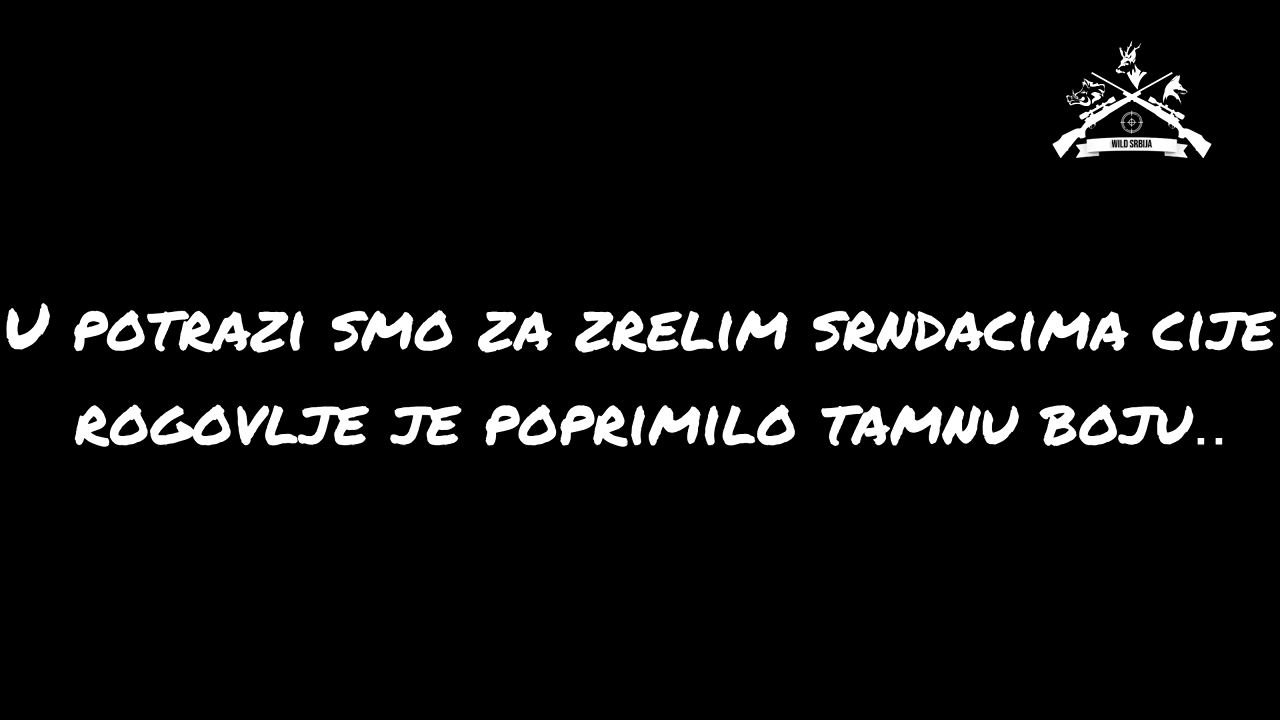 WILD SRBIJA
U POTRAZI SMO ZA ZRELIM SRNDACIMA CIJE
ROGOVLJE JE POPRIMILO TAMNU BOJU..